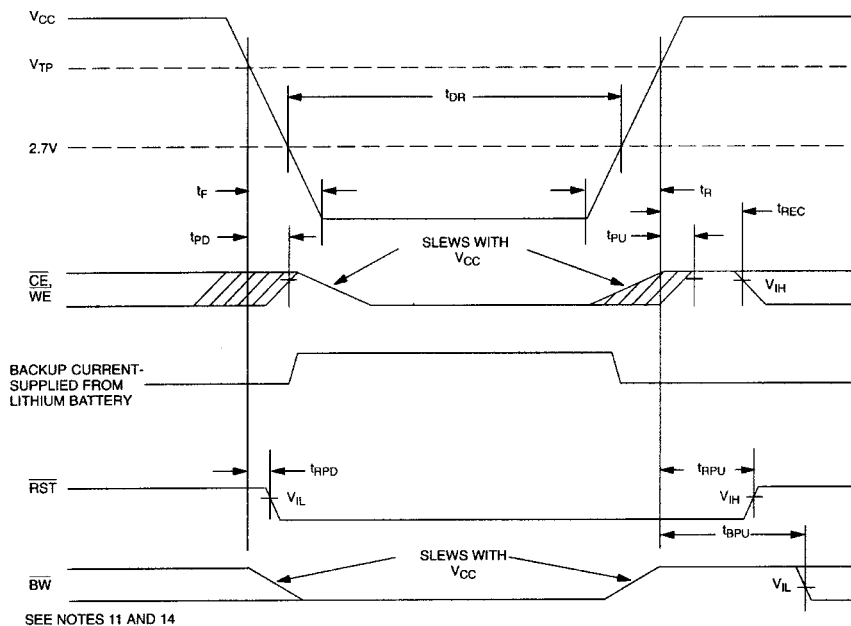 VCC
VTP
tDR
2.7V
tF
tR
tREC
tPD
tPU
SLEWS WITH
VCC
CE,
WE
VIH
BACKUP CURRENT-
SUPPLIED FROM
LITHIUM BATTERY
tRPD
tRPU
RST
VIL
VIH
tBPU
SLEWS WITH
VCC
BW
VIL
SEE NOTES 11 AND 14